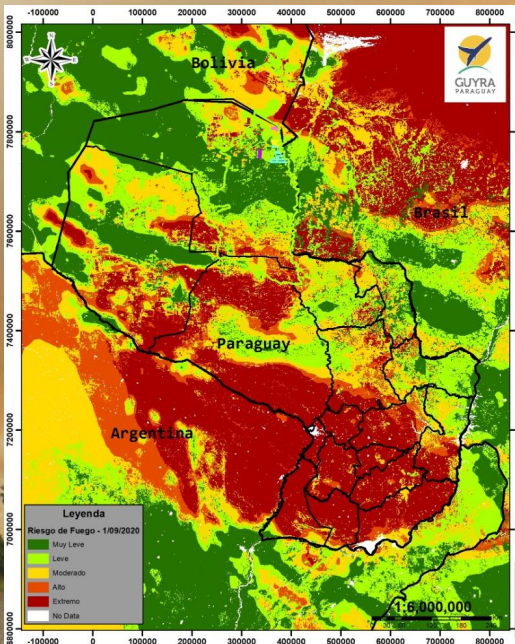 -100000 0 100000 200000 300000 400000 500000 600000 700000 800000
8000000
7800000
7600000
7400000
7200000
7000000
Bolivia
GUYRA
PARAGUAY
Brasil
Paraguay
Argentina
Leyenda
Riesgo de Fuego - 1/09/2020
Muy Leve
Leve
Moderado
Alto
Extremo
No Data
1:6,000,000
-100000 0 100000 200000 300000 400000 500000 600000 700000 800000